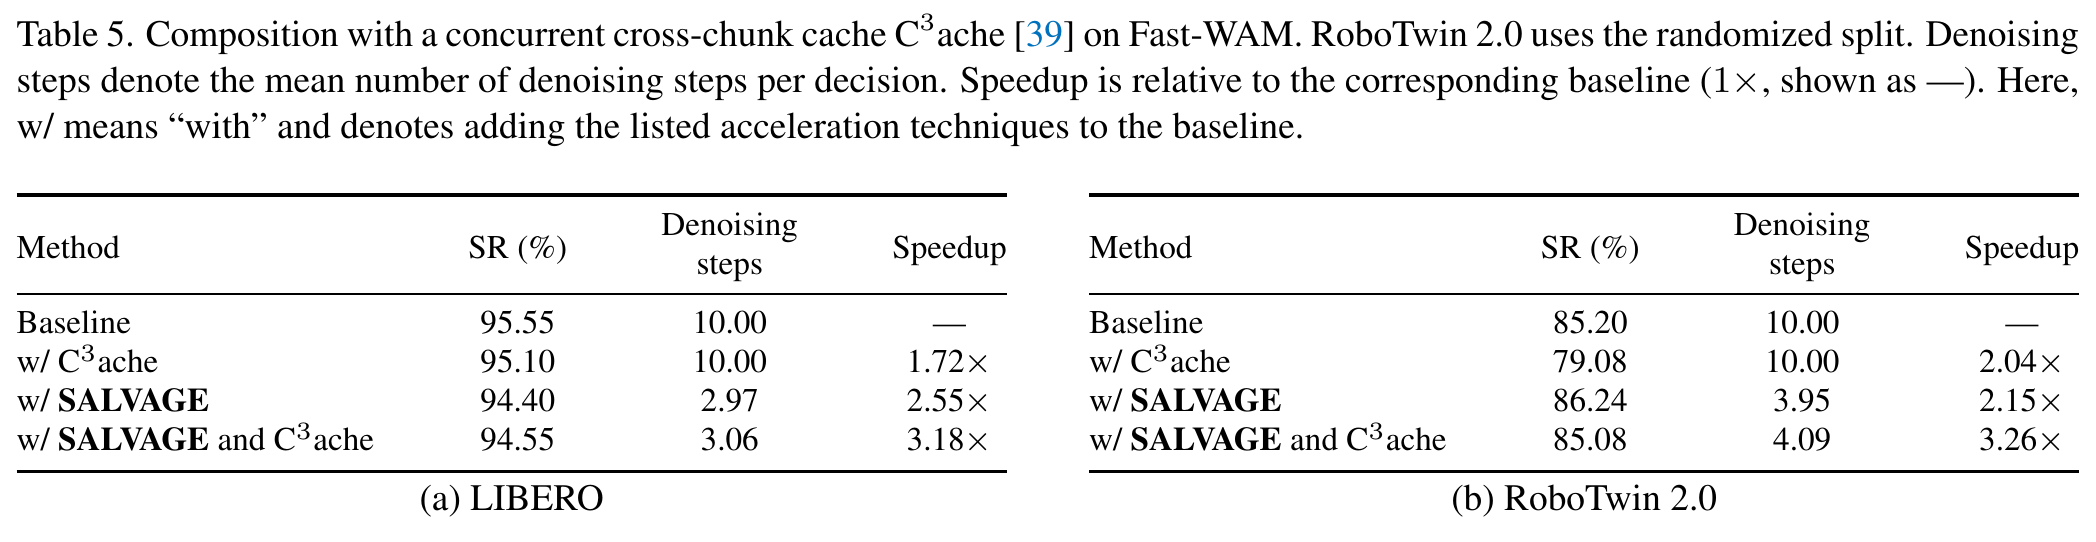 Table 5. Composition with a concurrent cross-chunk cache C³ache [39] on Fast-WAM. RoboTwin 2.0 uses the randomized split. Denoising
steps denote the mean number of denoising steps per decision. Speedup is relative to the corresponding baseline (1×, shown as —). Here,
w/ means “with” and denotes adding the listed acceleration techniques to the baseline.
Method SR (%) Denoising steps Speedup
Baseline 95.55 10.00 —
w/ C³ache 95.10 10.00 1.72×
w/ SALVAGE 94.40 2.97 2.55×
w/ SALVAGE and C³ache 94.55 3.06 3.18×
(a) LIBERO
Method SR (%) Denoising steps Speedup
Baseline 85.20 10.00 —
w/ C³ache 79.08 10.00 2.04×
w/ SALVAGE 86.24 3.95 2.15×
w/ SALVAGE and C³ache 85.08 4.09 3.26×
(b) RoboTwin 2.0